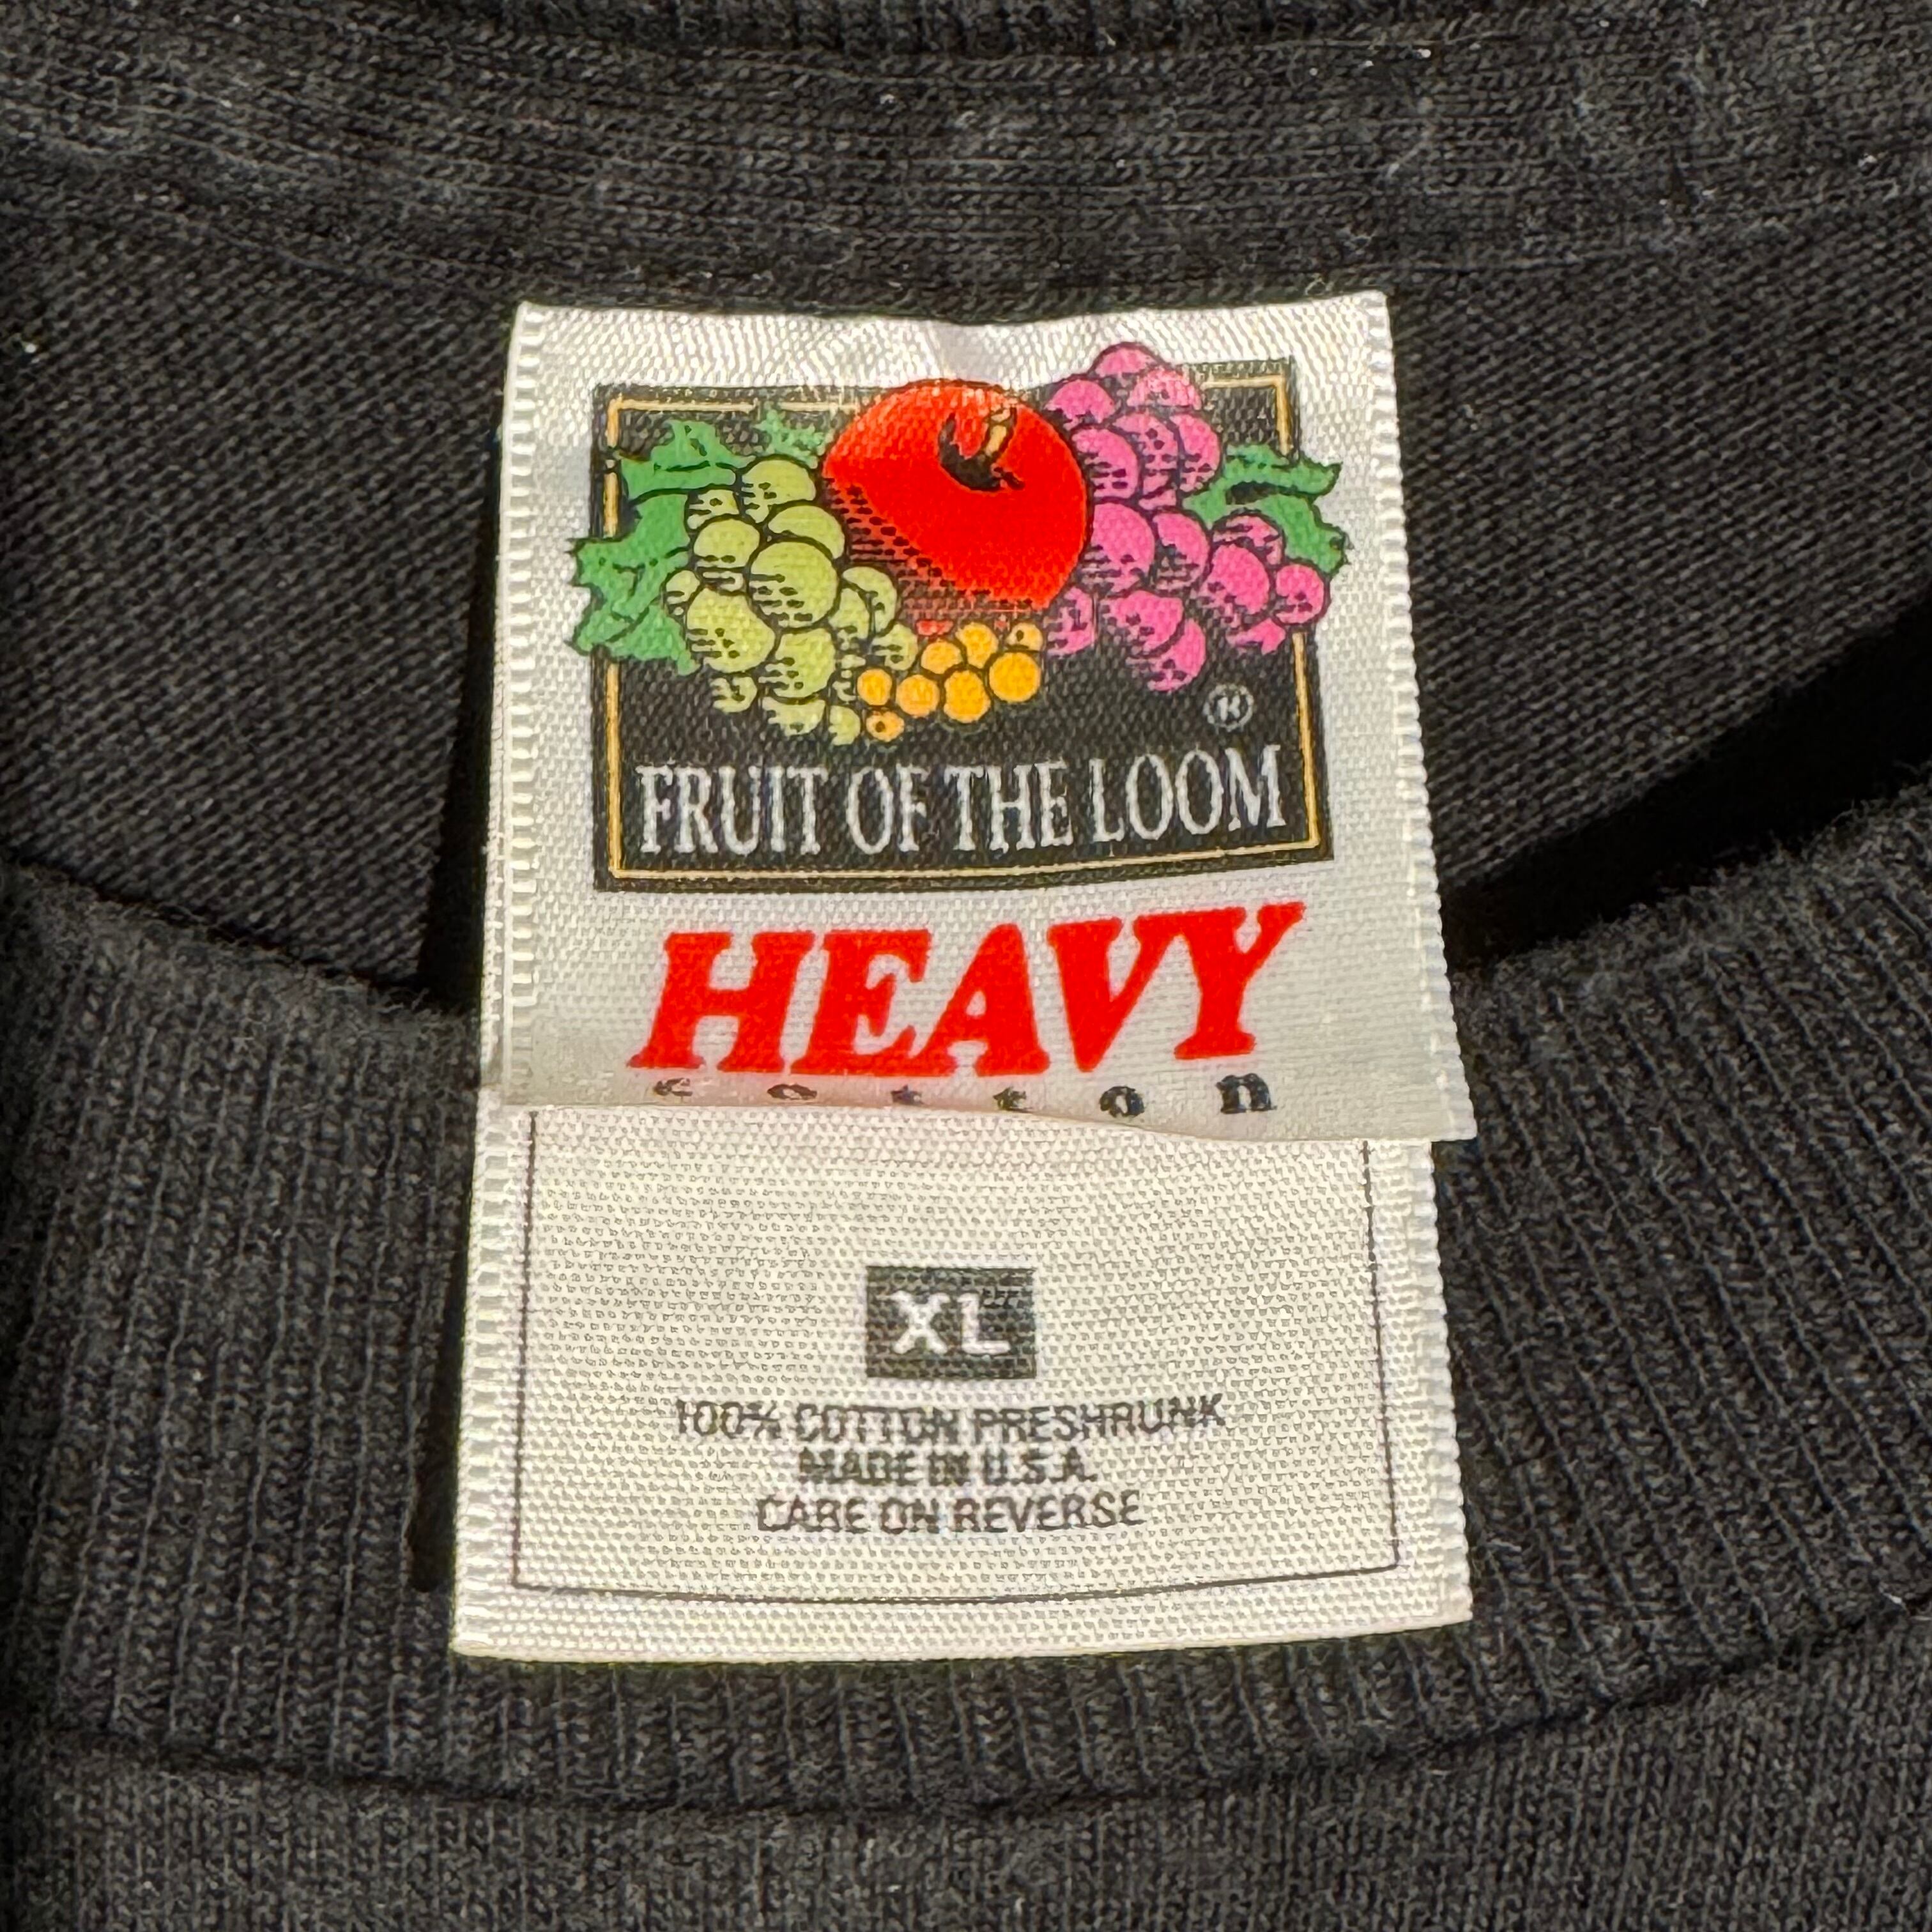 ®
FRUIT OF THE LOOM
HEAVY
cotton
XL
100% COTTON PRESHRUNK
MADE IN U.S.A.
CARE ON REVERSE